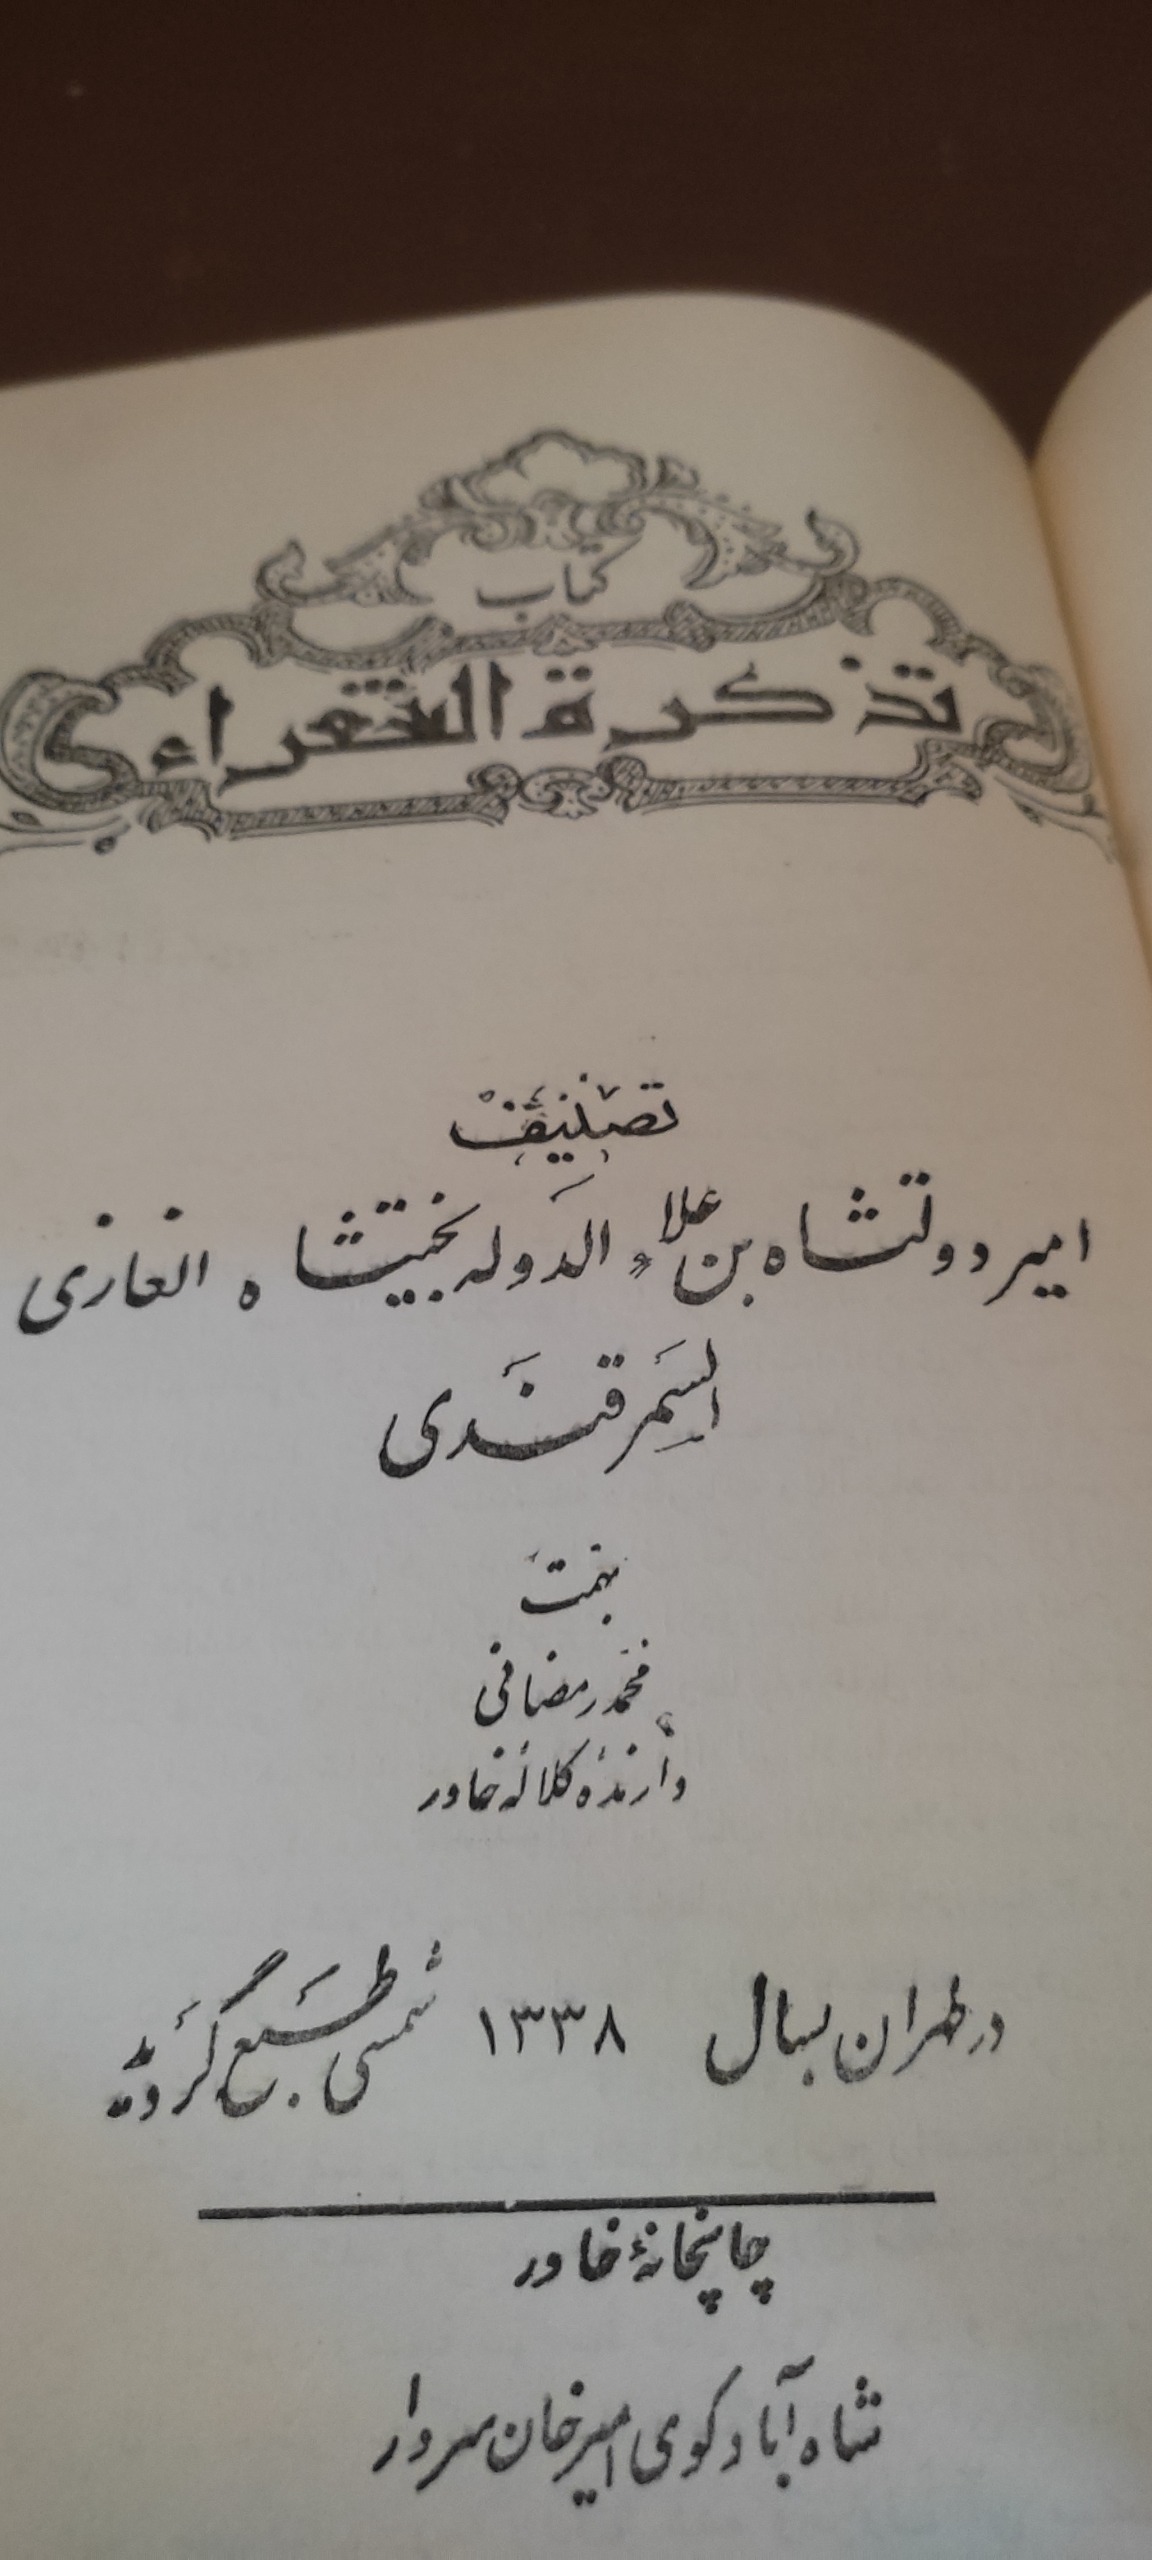 کتاب
تذکرة الشعراء
تصنیف
امیر دولتشاه بن علاء الدوله بختیشاه الغازی
السمرقندی
بهمت
محمد رمضانی
دارندهٔ کلالهٔ خاور
در طهران بسال ۱۳۳۸ شمسی طبع گردید
چاپخانهٔ خاور
شاه آباد کوی امیرخان سردار